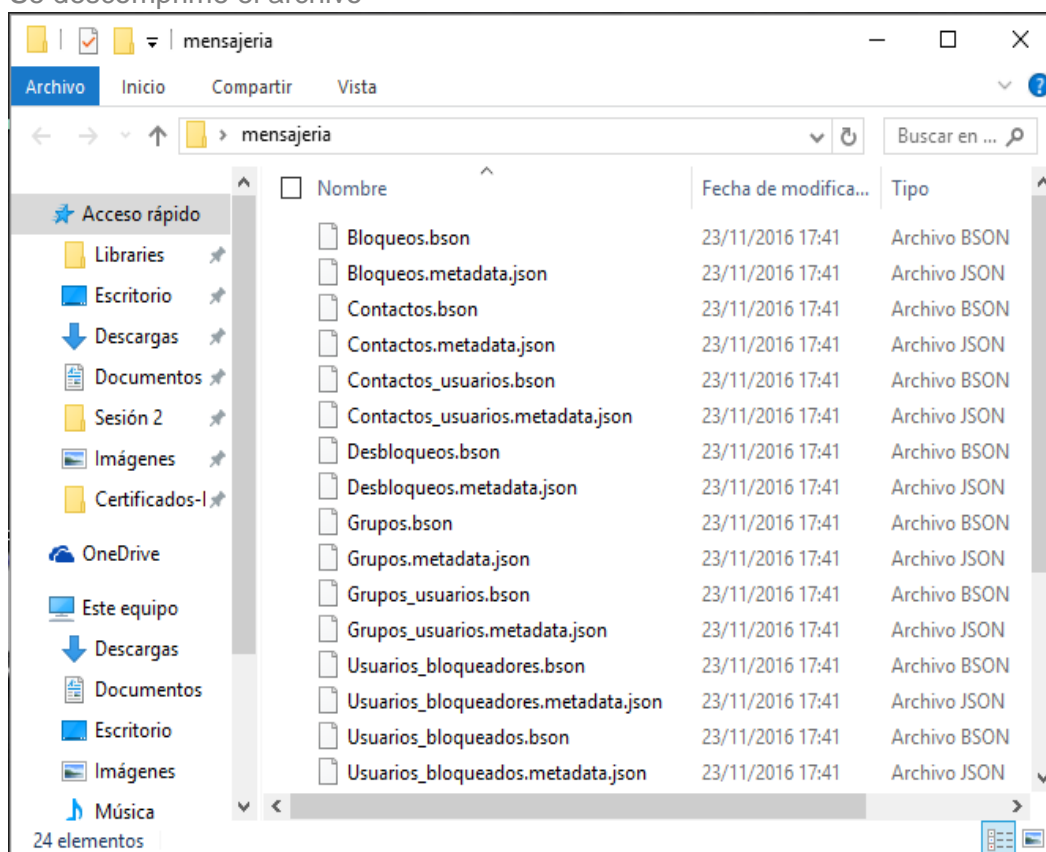 Se descomprime el archivo
mensajeria
Archivo Inicio Compartir Vista
mensajeria Buscar en ...
Nombre Fecha de modifica... Tipo
Acceso rápido
Libraries
Escritorio
Descargas
Documentos
Sesión 2
Imágenes
Certificados-I
OneDrive
Este equipo
Descargas
Documentos
Escritorio
Imágenes
Música
Bloqueos.bson 23/11/2016 17:41 Archivo BSON
Bloqueos.metadata.json 23/11/2016 17:41 Archivo JSON
Contactos.bson 23/11/2016 17:41 Archivo BSON
Contactos.metadata.json 23/11/2016 17:41 Archivo JSON
Contactos_usuarios.bson 23/11/2016 17:41 Archivo BSON
Contactos_usuarios.metadata.json 23/11/2016 17:41 Archivo JSON
Desbloqueos.bson 23/11/2016 17:41 Archivo BSON
Desbloqueos.metadata.json 23/11/2016 17:41 Archivo JSON
Grupos.bson 23/11/2016 17:41 Archivo BSON
Grupos.metadata.json 23/11/2016 17:41 Archivo JSON
Grupos_usuarios.bson 23/11/2016 17:41 Archivo BSON
Grupos_usuarios.metadata.json 23/11/2016 17:41 Archivo JSON
Usuarios_bloqueadores.bson 23/11/2016 17:41 Archivo BSON
Usuarios_bloqueadores.metadata.json 23/11/2016 17:41 Archivo JSON
Usuarios_bloqueados.bson 23/11/2016 17:41 Archivo BSON
Usuarios_bloqueados.metadata.json 23/11/2016 17:41 Archivo JSON
24 elementos